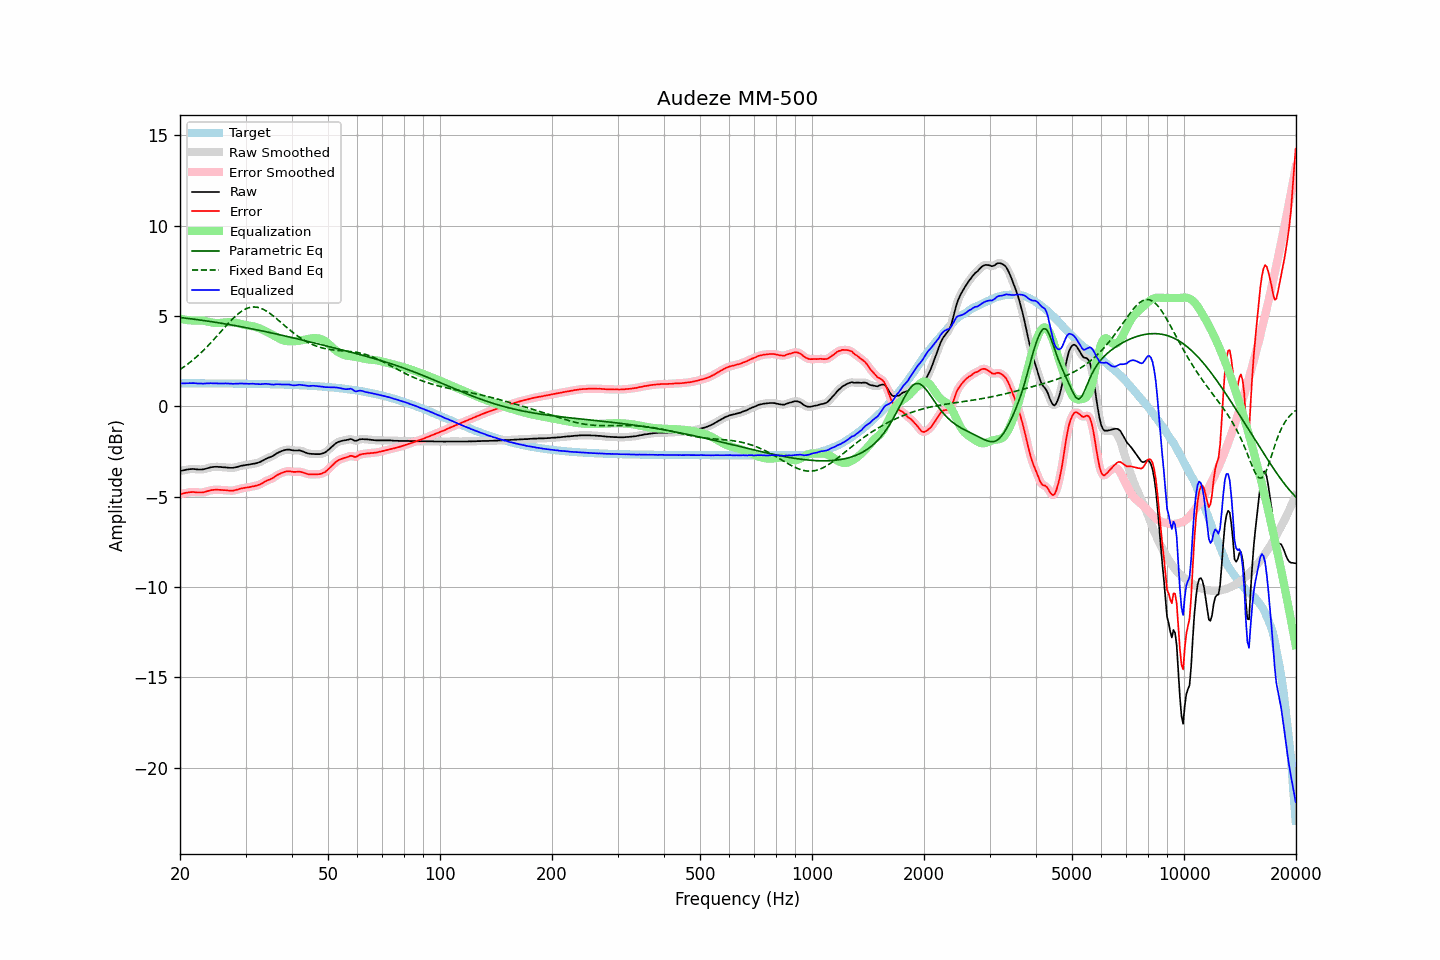 Audeze MM-500
Target
Raw Smoothed
Error Smoothed
Raw
Error
Equalization
Parametric Eq
Fixed Band Eq
Equalized
15
10
5
0
−5
−10
−15
−20
Amplitude (dBr)
20 50 100 200 500 1000 2000 5000 10000 20000
Frequency (Hz)